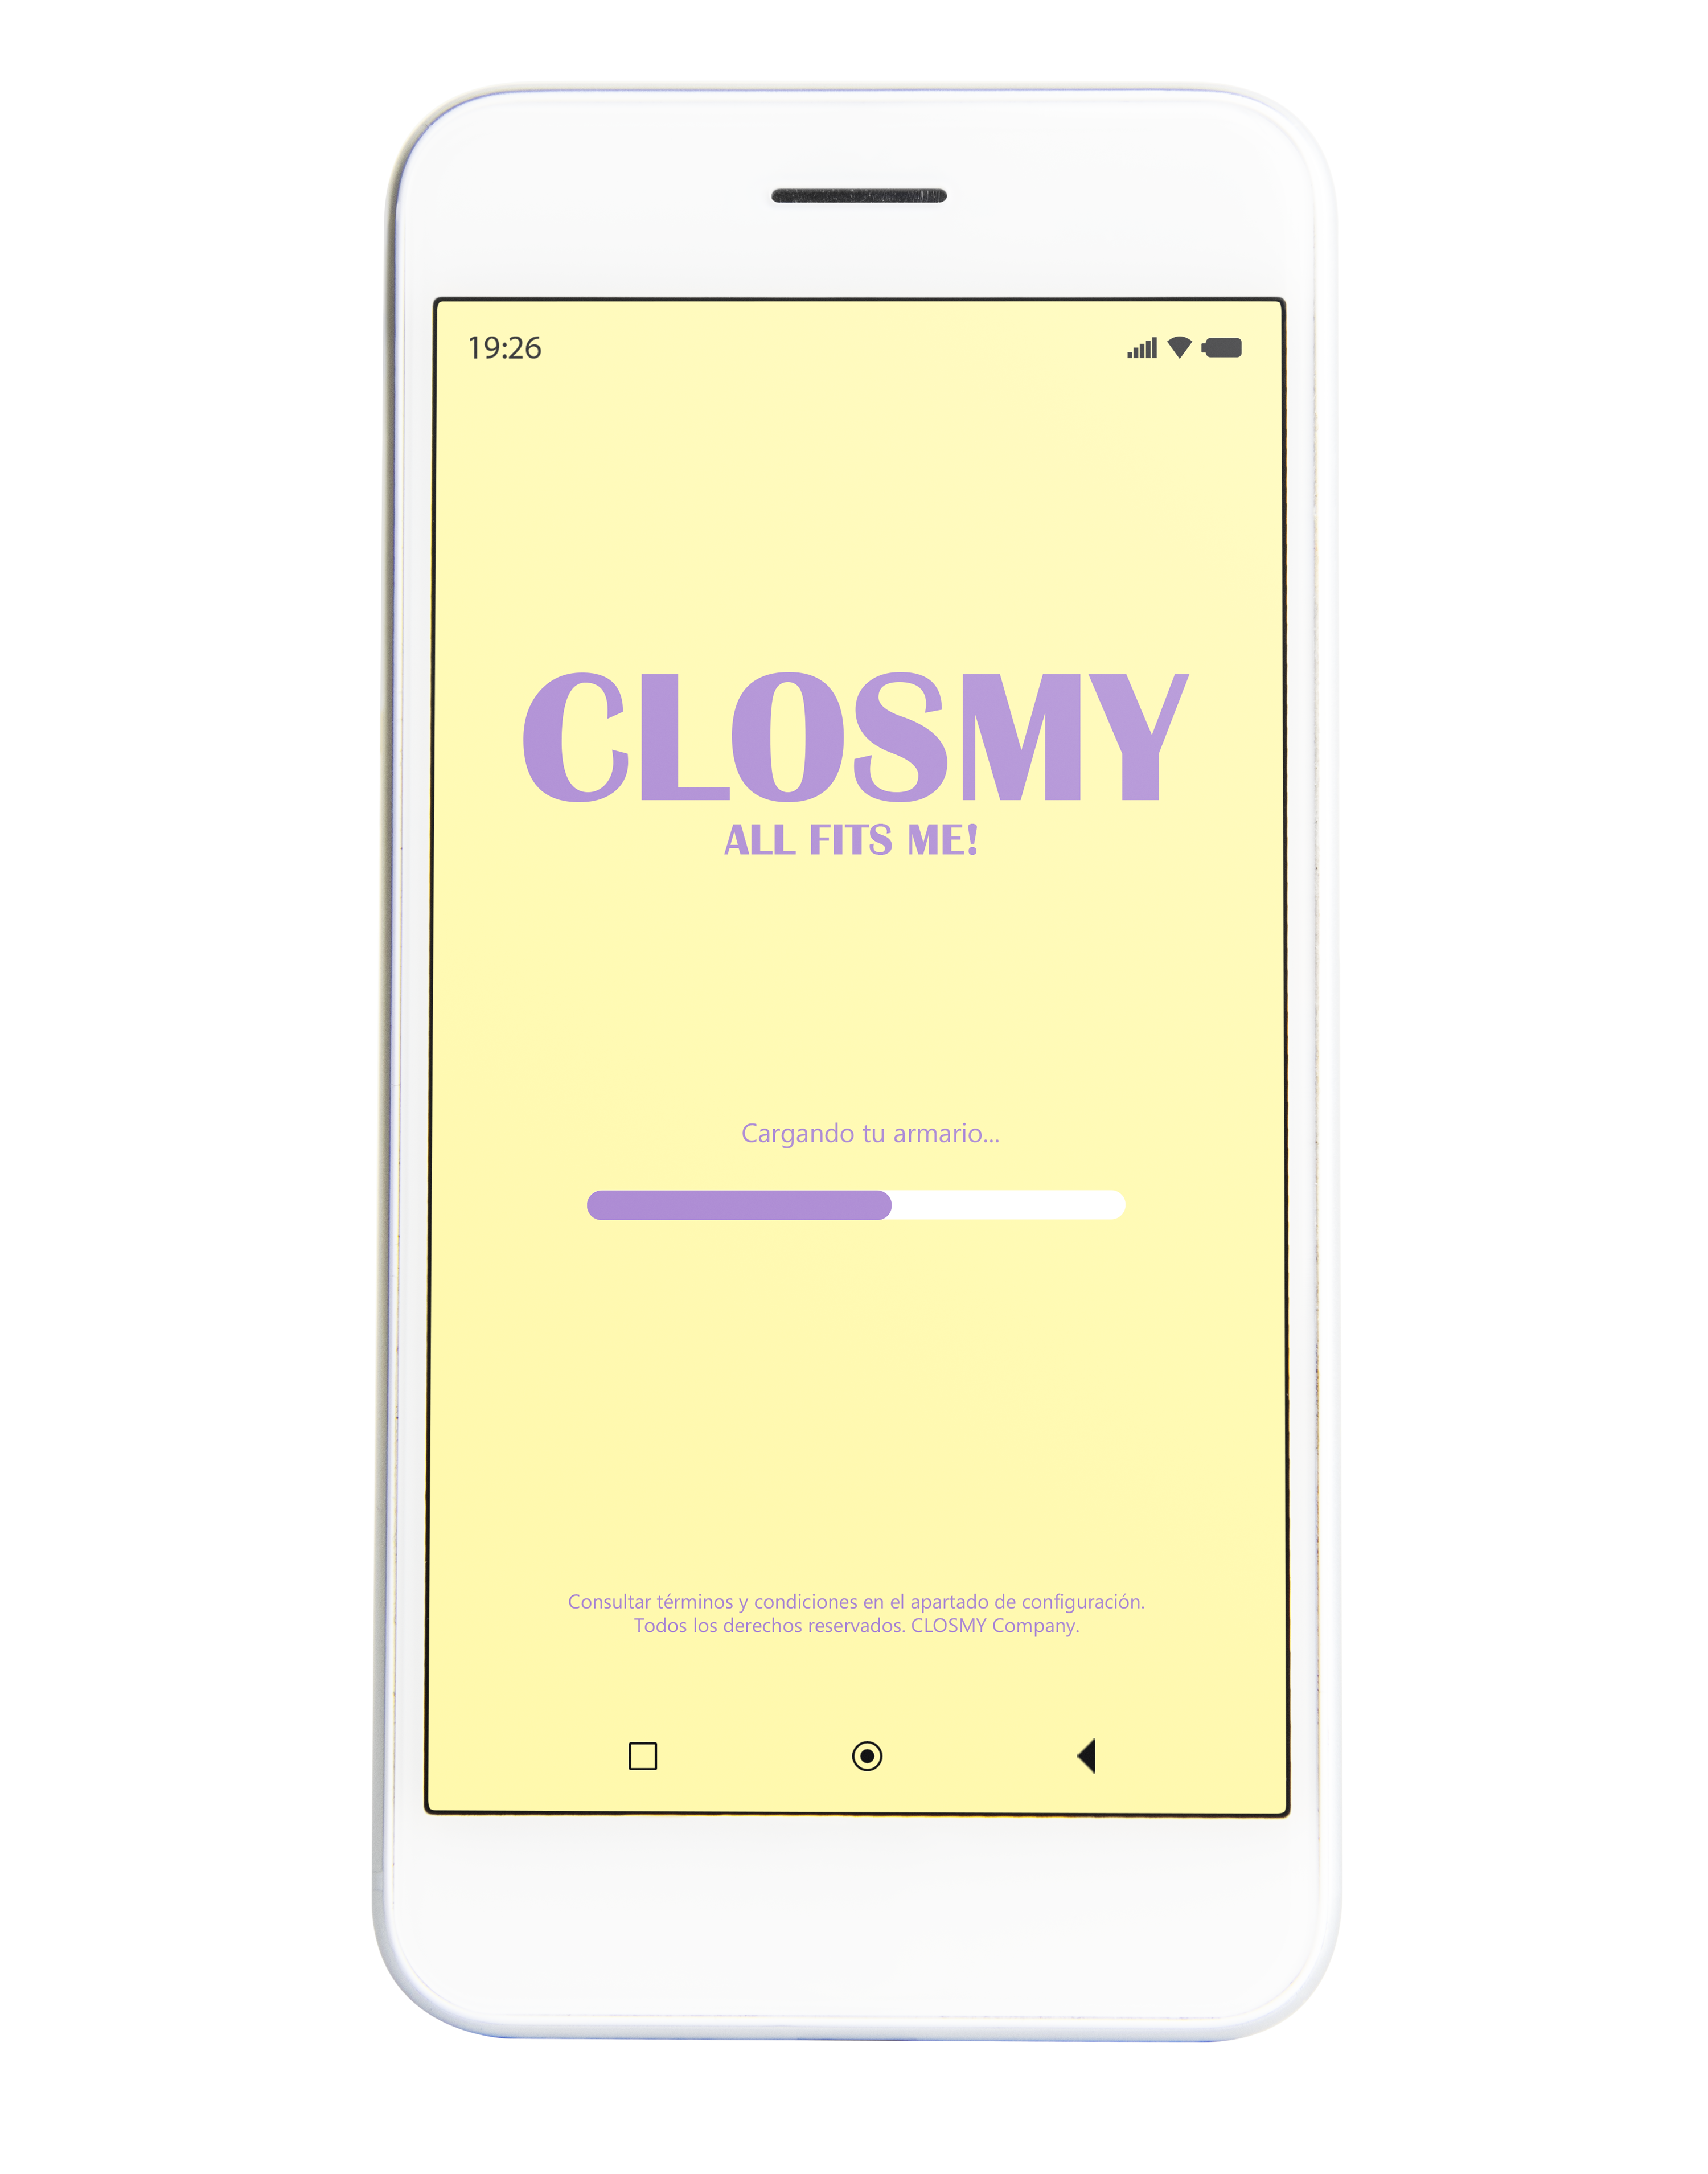 19:26
CLOSMY
ALL FITS ME!
Cargando tu armario...
Consultar términos y condiciones en el apartado de configuración.
Todos los derechos reservados. CLOSMY Company.